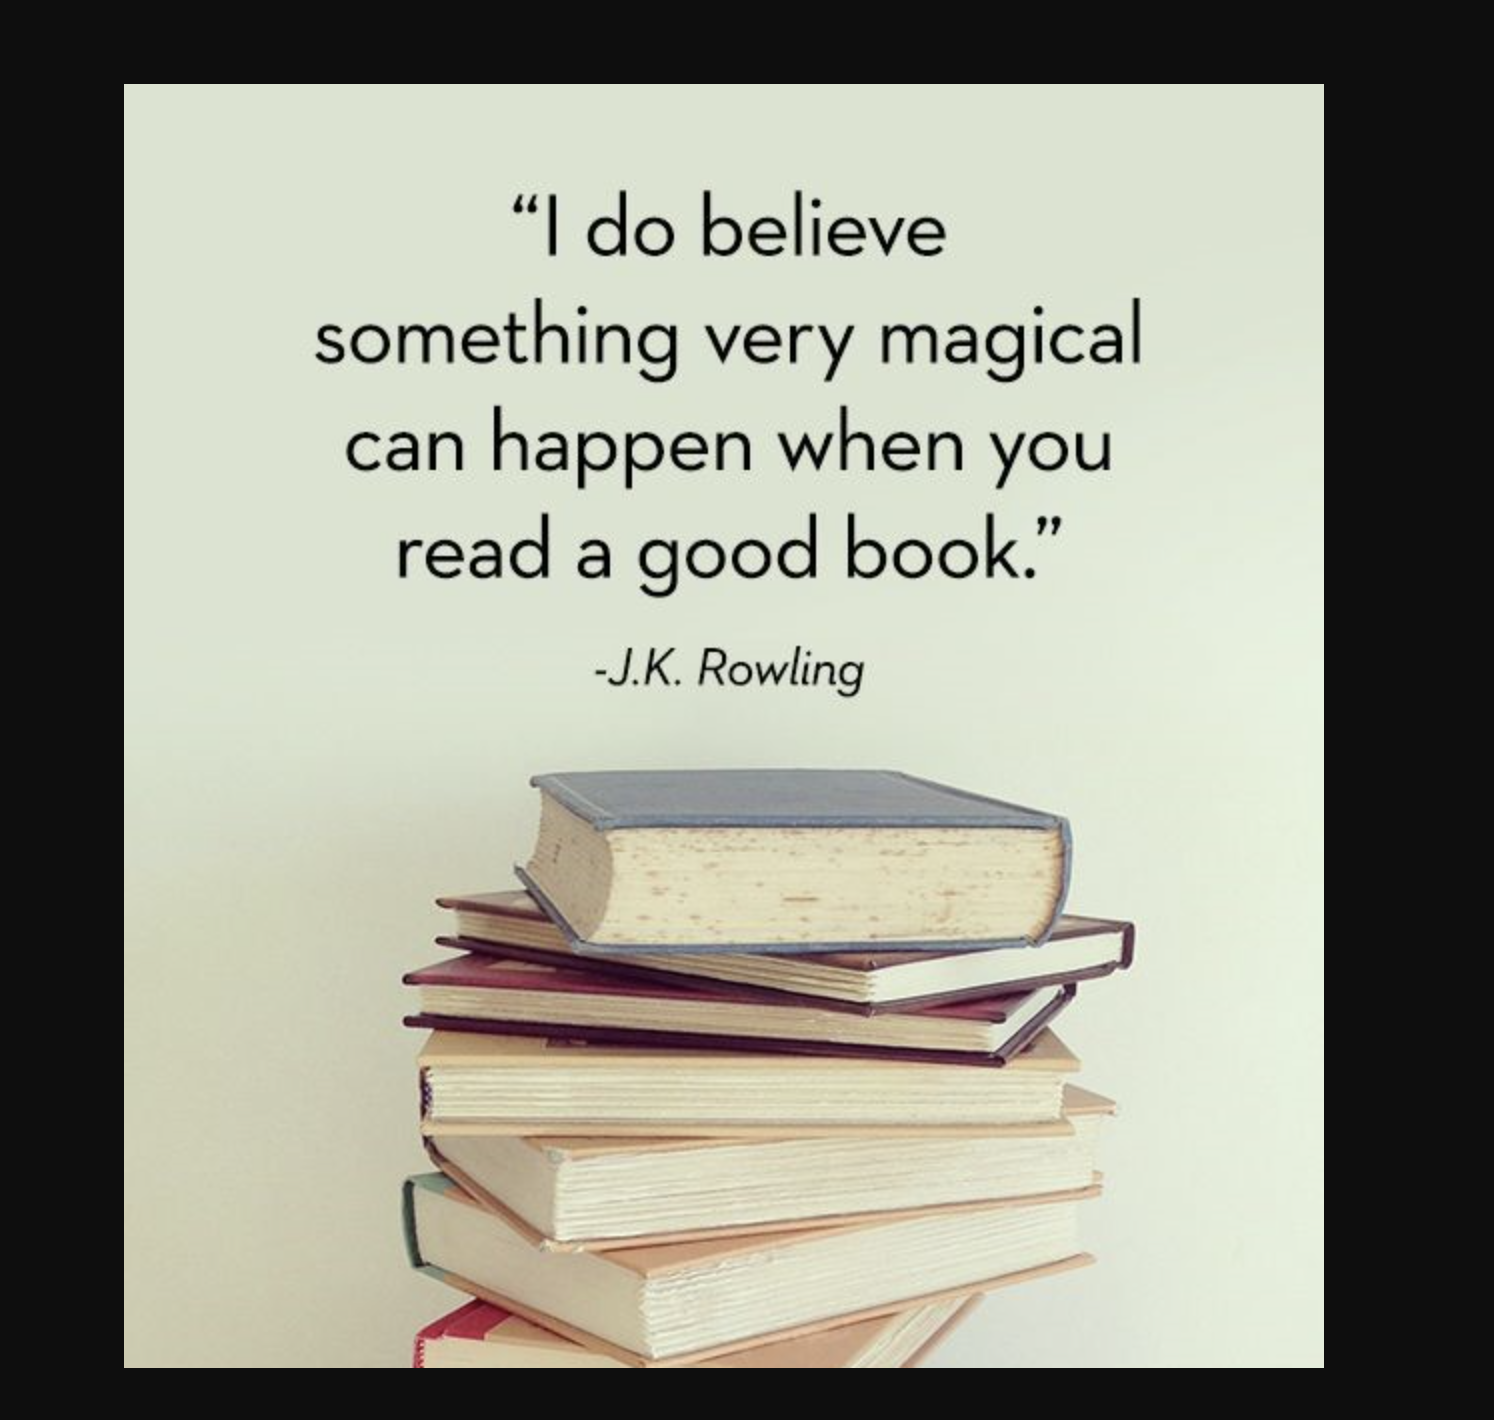 “I do believe
something very magical
can happen when you
read a good book.”
-J.K. Rowling